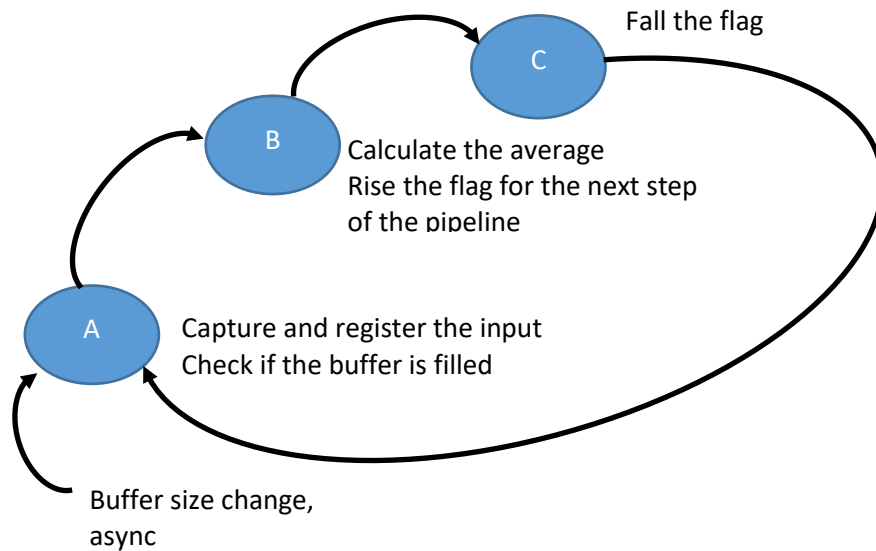 Fall the flag
C
B
Calculate the average
Rise the flag for the next step
of the pipeline
A
Capture and register the input
Check if the buffer is filled
Buffer size change,
async